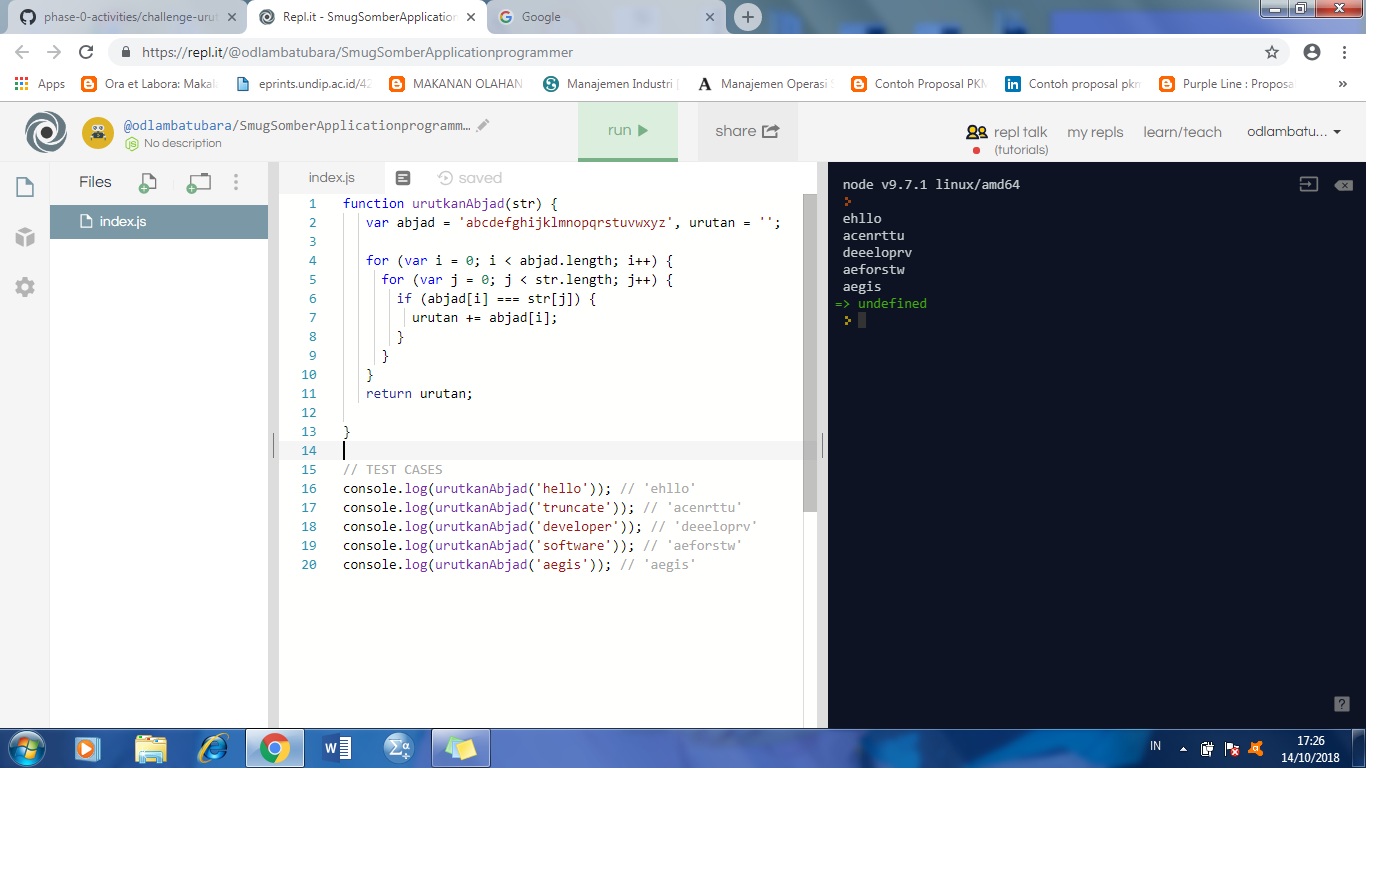 phase-0-activities/challenge-urut
Repl.it - SmugSomberApplication
Google
https://repl.it/@odlambatubara/SmugSomberApplicationprogrammer
Apps
Ora et Labora: Makal
eprints.undip.ac.id/42
MAKANAN OLAHAN
Manajemen Industri
Manajemen Operasi
Contoh Proposal PKM
Contoh proposal pkm
Purple Line : Proposa
»
@odlambatubara/SmugSomberApplicationprogramm...
No description
run
share
repl talk
(tutorials)
my repls
learn/teach
odlambatu...
Files
index.js
index.js
saved
1 function urutkanAbjad(str) {
2 var abjad = 'abcdefghijklmnopqrstuvwxyz', urutan = '';
3
4 for (var i = 0; i < abjad.length; i++) {
5 for (var j = 0; j < str.length; j++) {
6 if (abjad[i] === str[j]) {
7 urutan += abjad[i];
8 }
9 }
10 }
11 return urutan;
12
13 }
14
15 // TEST CASES
16 console.log(urutkanAbjad('hello')); // 'ehllo'
17 console.log(urutkanAbjad('truncate')); // 'acenrttu'
18 console.log(urutkanAbjad('developer')); // 'deeeloprv'
19 console.log(urutkanAbjad('software')); // 'aeforstw'
20 console.log(urutkanAbjad('aegis')); // 'aegis'
node v9.7.1 linux/amd64
ehllo
acenrttu
deeeloprv
aeforstw
aegis
=> undefined
?
IN
17:26
14/10/2018